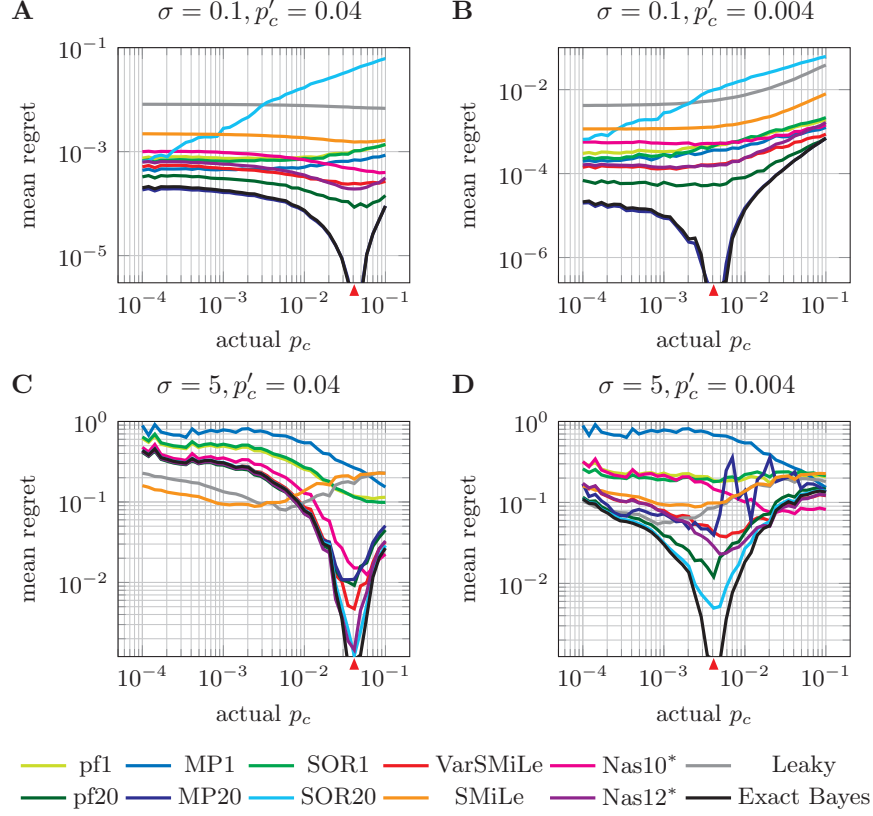 A σ = 0.1, p′c = 0.04
mean regret
10⁻¹
10⁻³
10⁻⁵
10⁻⁴ 10⁻³ 10⁻² 10⁻¹
actual pc
B σ = 0.1, p′c = 0.004
mean regret
10⁻²
10⁻⁴
10⁻⁶
10⁻⁴ 10⁻³ 10⁻² 10⁻¹
actual pc
C σ = 5, p′c = 0.04
mean regret
10⁰
10⁻¹
10⁻²
10⁻⁴ 10⁻³ 10⁻² 10⁻¹
actual pc
D σ = 5, p′c = 0.004
mean regret
10⁰
10⁻¹
10⁻²
10⁻⁴ 10⁻³ 10⁻² 10⁻¹
actual pc
pf1 MP1 SOR1 VarSMiLe Nas10* Leaky
pf20 MP20 SOR20 SMiLe Nas12* Exact Bayes